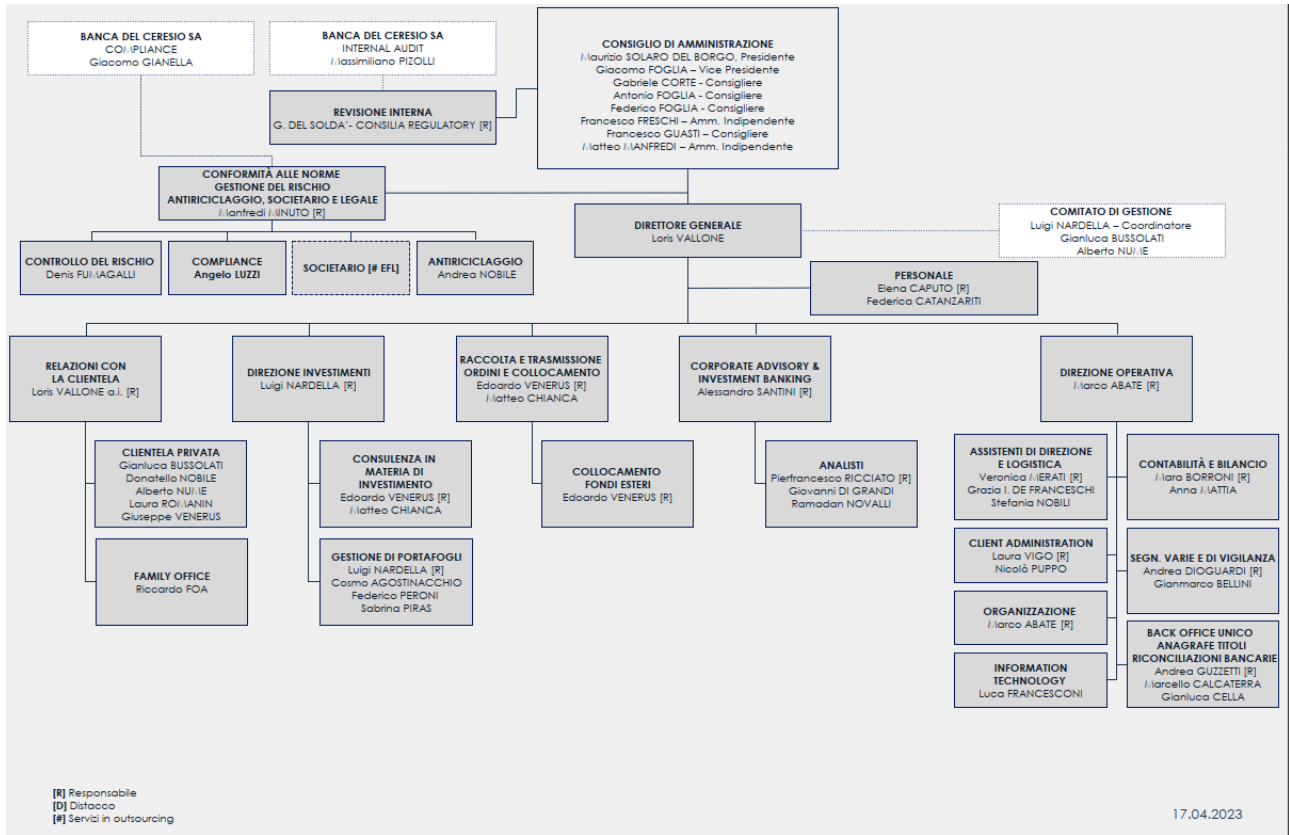 BANCA DEL CERESIO SA
COMPLIANCE
Giacomo GIANELLA
BANCA DEL CERESIO SA
INTERNAL AUDIT
Massimiliano PIZOLLI
CONSIGLIO DI AMMINISTRAZIONE
Maurizio SOLARO DEL BORGO, Presidente
Giacomo FOGLIA – Vice Presidente
Gabriele CORTE - Consigliere
Antonio FOGLIA - Consigliere
Federico FOGLIA - Consigliere
Francesco FRESCHI – Amm. Indipendente
Francesco GUASTI – Consigliere
Matteo MANFREDI – Amm. Indipendente
REVISIONE INTERNA
G. DEL SOLDA'- CONSILIA REGULATORY [R]
CONFORMITÀ ALLE NORME
GESTIONE DEL RISCHIO
ANTIRICICLAGGIO, SOCIETARIO E LEGALE
Manfredi MINUTO [R]
DIRETTORE GENERALE
Loris VALLONE
COMITATO DI GESTIONE
Luigi NARDELLA – Coordinatore
Gianluca BUSSOLATI
Alberto NUME
CONTROLLO DEL RISCHIO
Denis FUMAGALLI
COMPLIANCE
Angelo LUZZI
SOCIETARIO [# EFL]
ANTIRICICLAGGIO
Andrea NOBILE
PERSONALE
Elena CAPUTO [R]
Federica CATANZARITI
RELAZIONI CON
LA CLIENTELA
Loris VALLONE a.i. [R]
DIREZIONE INVESTIMENTI
Luigi NARDELLA [R]
RACCOLTA E TRASMISSIONE
ORDINI E COLLOCAMENTO
Edoardo VENERUS [R]
Matteo CHIANCA
CORPORATE ADVISORY &
INVESTMENT BANKING
Alessandro SANTINI [R]
DIREZIONE OPERATIVA
Marco ABATE [R]
CLIENTELA PRIVATA
Gianluca BUSSOLATI
Donatello NOBILE
Alberto NUME
Laura ROMANIN
Giuseppe VENERUS
CONSULENZA IN
MATERIA DI
INVESTIMENTO
Edoardo VENERUS [R]
Matteo CHIANCA
COLLOCAMENTO
FONDI ESTERI
Edoardo VENERUS [R]
ANALISTI
Pierfrancesco RICCIATO [R]
Giovanni DI GRANDI
Ramadan NOVALLI
ASSISTENTI DI DIREZIONE
E LOGISTICA
Veronica MERATI [R]
Grazia I. DE FRANCESCHI
Stefania NOBILI
CONTABILITÀ E BILANCIO
Mara BORRONI [R]
Anna MATTIA
FAMILY OFFICE
Riccardo FOA
GESTIONE DI PORTAFOGLI
Luigi NARDELLA [R]
Cosmo AGOSTINACCHIO
Federico PERONI
Sabrina PIRAS
CLIENT ADMINISTRATION
Laura VIGO [R]
Nicolò PUPPO
SEGN. VARIE E DI VIGILANZA
Andrea DIOGUARDI [R]
Gianmarco BELLINI
ORGANIZZAZIONE
Marco ABATE [R]
BACK OFFICE UNICO
ANAGRAFE TITOLI
RICONCILIAZIONI BANCARIE
Andrea GUZZETTI [R]
Marcello CALCATERRA
Gianluca CELLA
INFORMATION
TECHNOLOGY
Luca FRANCESCONI
[R] Responsabile
[D] Distacco
[#] Servizi in outsourcing
17.04.2023